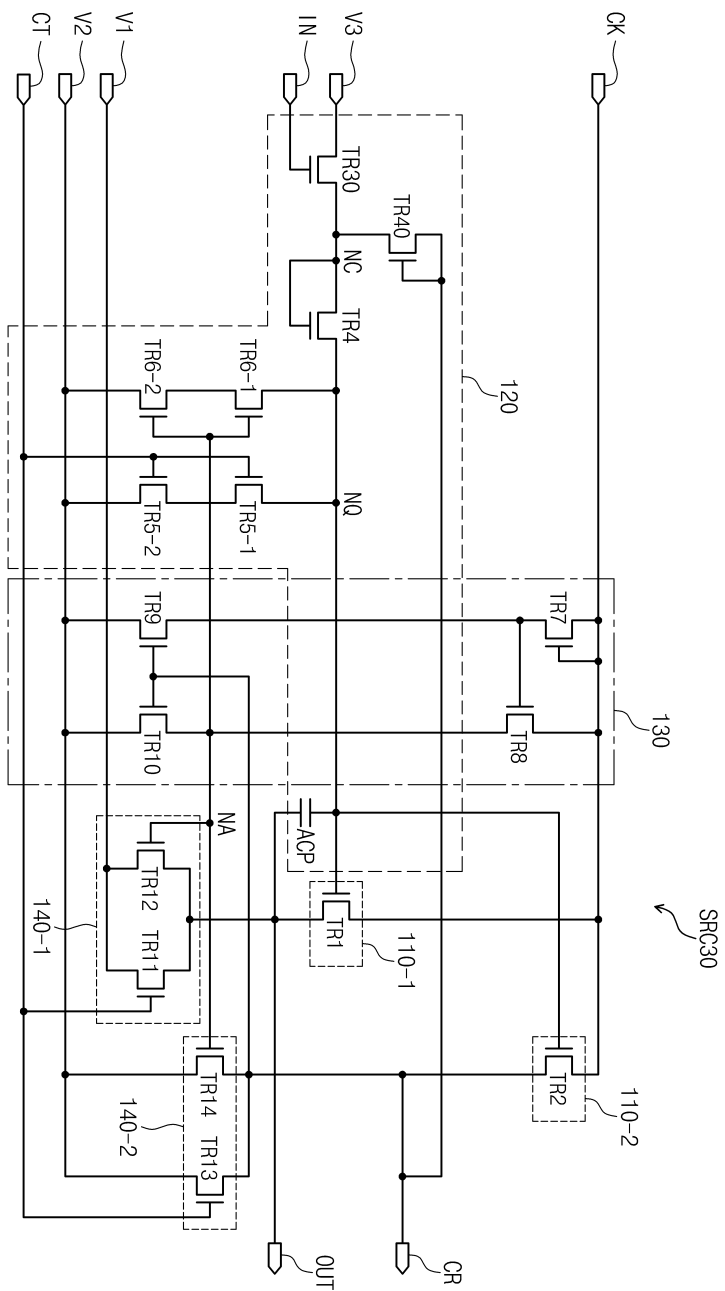 SRC30
CK
V3
IN
V1
V2
CT
120
130
110-1
110-2
140-1
140-2
TR30
TR40
NC
TR4
TR6-1
TR6-2
NQ
TR5-1
TR5-2
TR7
TR8
TR9
TR10
NA
ACP
TR1
TR2
TR12
TR11
TR14
TR13
CR
OUT